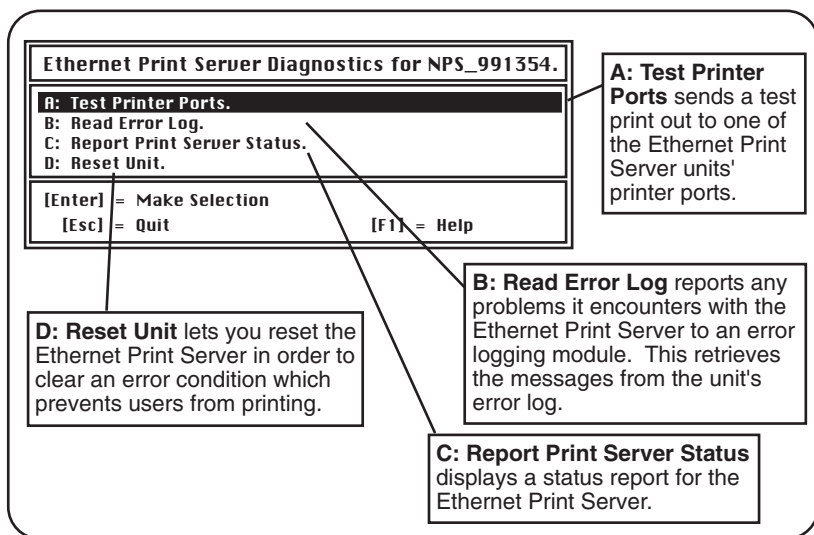 Ethernet Print Server Diagnostics for NPS_991354.
A: Test Printer Ports.
B: Read Error Log.
C: Report Print Server Status.
D: Reset Unit.
[Enter] = Make Selection
[Esc] = Quit [F1] = Help
A: Test Printer
Ports sends a test
print out to one of
the Ethernet Print
Server units'
printer ports.
B: Read Error Log reports any
problems it encounters with the
Ethernet Print Server to an error
logging module. This retrieves
the messages from the unit's
error log.
D: Reset Unit lets you reset the
Ethernet Print Server in order to
clear an error condition which
prevents users from printing.
C: Report Print Server Status
displays a status report for the
Ethernet Print Server.